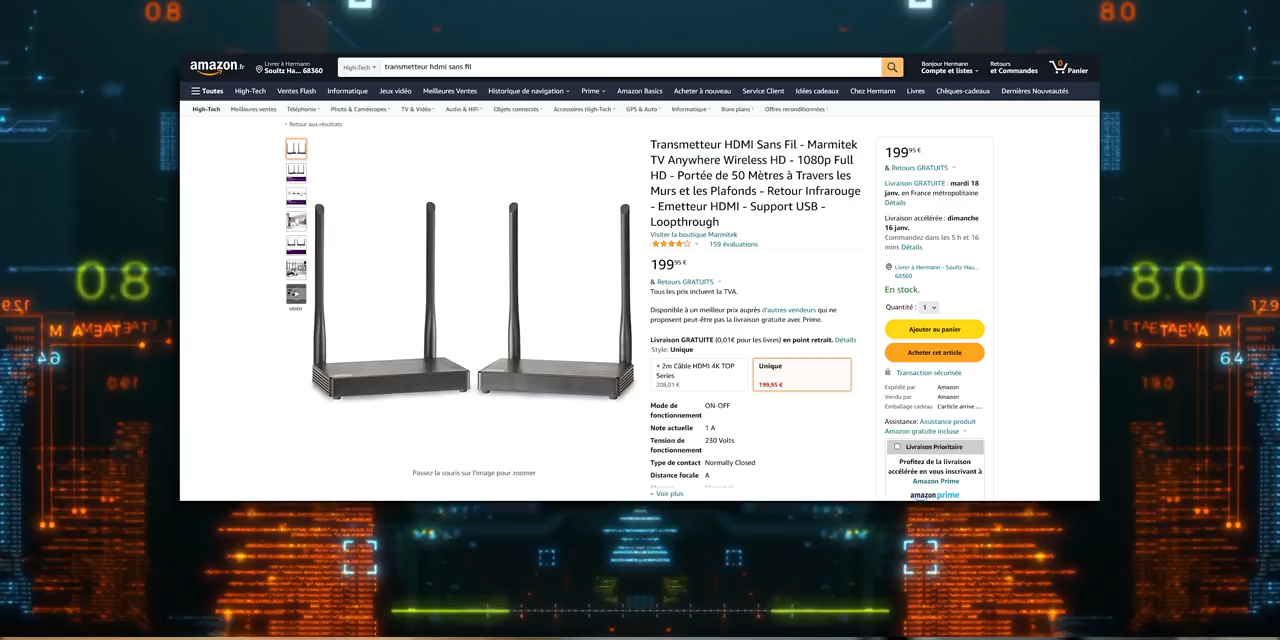 0.8
8.0
amazon.fr
Livrer à Hermann
Soultz Ha... 68360
High-Tech
transmetteur hdmi sans fil
Bonjour Hermann
Compte et listes
Retours
et Commandes
0
Panier
Toutes
High-Tech
Ventes Flash
Informatique
Jeux vidéo
Meilleures Ventes
Historique de navigation
Prime
Amazon Basics
Acheter à nouveau
Service Client
Idées cadeaux
Chez Hermann
Livres
Chèques-cadeaux
Dernières Nouveautés
High-Tech
Meilleures ventes
Téléphonie
Photo & Caméscopes
TV & Vidéo
Audio & HiFi
Objets connectés
Accessoires High-Tech
GPS & Auto
Informatique
Bons plans
Offres reconditionnées
‹ Retour aux résultats
VIDEO
Passez la souris sur l'image pour zoomer
Transmetteur HDMI Sans Fil - Marmitek
TV Anywhere Wireless HD - 1080p Full
HD - Portée de 50 Mètres à Travers les
Murs et les Plafonds - Retour Infrarouge
- Emetteur HDMI - Support USB -
Loopthrough
Visiter la boutique Marmitek
159 évaluations
199,95 €
& Retours GRATUITS
Tous les prix incluent la TVA.
Disponible à un meilleur prix auprès d'autres vendeurs qui ne
proposent peut-être pas la livraison gratuite avec Prime.
Livraison GRATUITE (0,01€ pour les livres) en point retrait. Détails
Style: Unique
+ 2m Câble HDMI 4K TOP
Series
208,01 €
Unique
199,95 €
Mode de
fonctionnement
ON-OFF
Note actuelle
1 A
Tension de
fonctionnement
230 Volts
Type de contact
Normally Closed
Distance focale
A
Voir plus
199,95 €
& Retours GRATUITS
Livraison GRATUITE : mardi 18
janv. en France métropolitaine
Détails
Livraison accélérée : dimanche
16 janv.
Commandez dans les 5 h et 16
mins Détails
Livrer à Hermann - Soultz Hau...
68360
En stock.
Quantité : 1
Ajouter au panier
Acheter cet article
Transaction sécurisée
Expédié par
Amazon
Vendu par
Amazon
Emballage cadeau
L'article arrive ...
Assistance: Assistance produit
Amazon gratuite incluse
Livraison Prioritaire
Profitez de la livraison
accélérée en vous inscrivant à
Amazon Prime
amazon prime
0.8
8.0
12.9
6.4
19.0